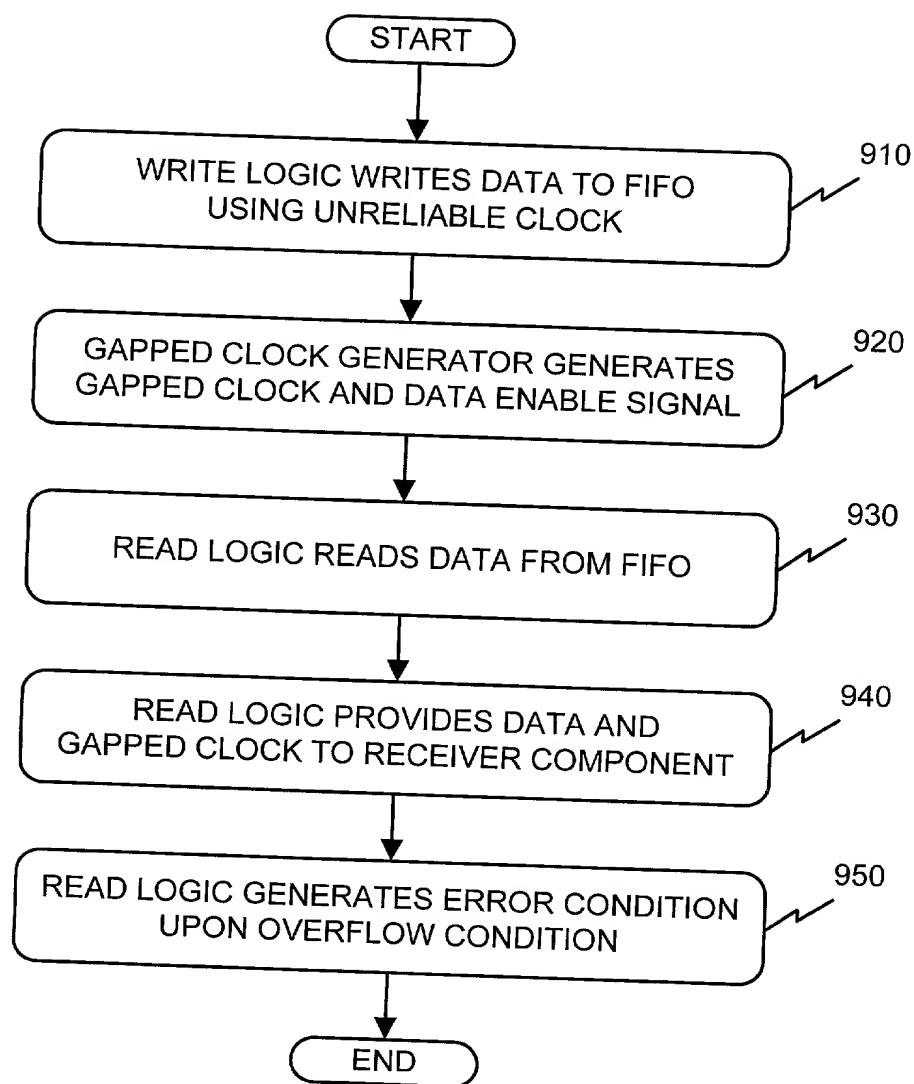 START
WRITE LOGIC WRITES DATA TO FIFO
USING UNRELIABLE CLOCK
910
GAPPED CLOCK GENERATOR GENERATES
GAPPED CLOCK AND DATA ENABLE SIGNAL
920
READ LOGIC READS DATA FROM FIFO
930
READ LOGIC PROVIDES DATA AND
GAPPED CLOCK TO RECEIVER COMPONENT
940
READ LOGIC GENERATES ERROR CONDITION
UPON OVERFLOW CONDITION
950
END